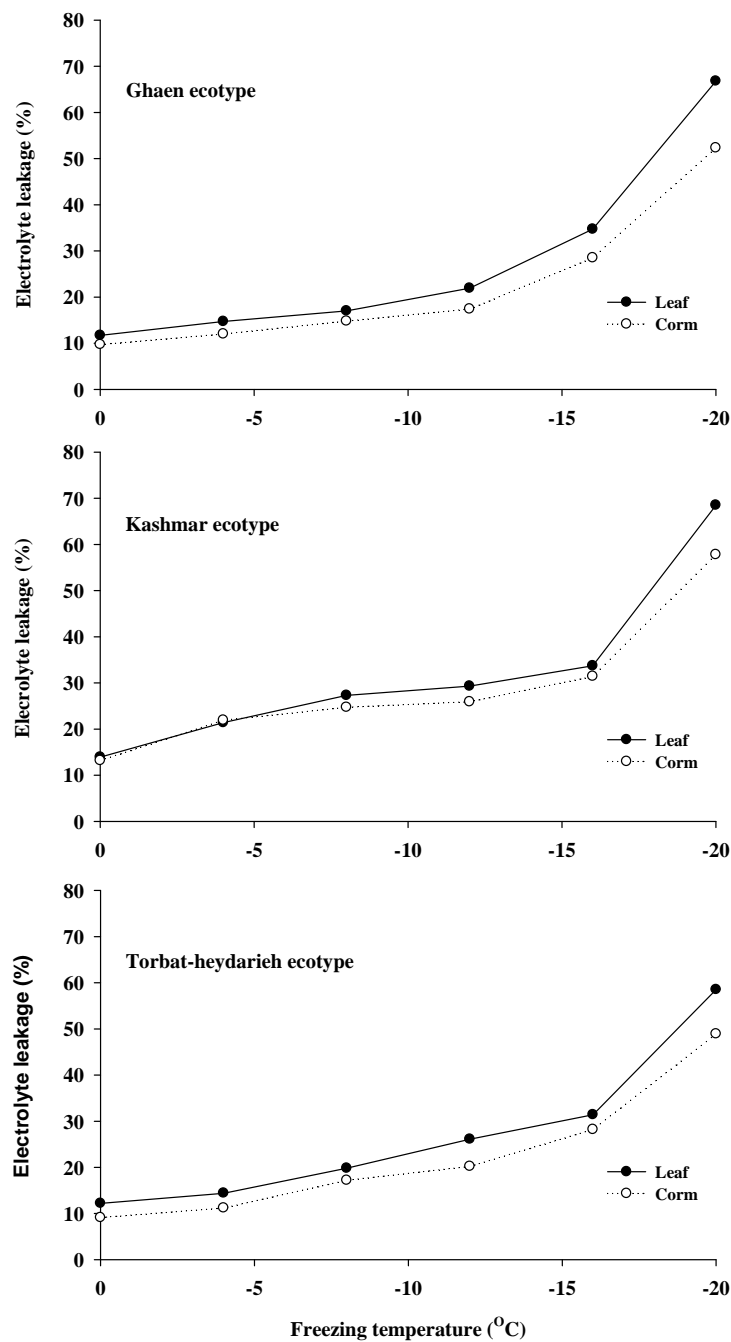 80
70
60
50
40
30
20
10
0
Electrolyte leakage (%)
Ghaen ecotype
Leaf
Corm
0 -5 -10 -15 -20
80
70
60
50
40
30
20
10
0
Elecrolyte leakage (%)
Kashmar ecotype
Leaf
Corm
0 -5 -10 -15 -20
80
70
60
50
40
30
20
10
0
Electrolyte leakage (%)
Torbat-heydarieh ecotype
Leaf
Corm
0 -5 -10 -15 -20
Freezing temperature (ᴼC)